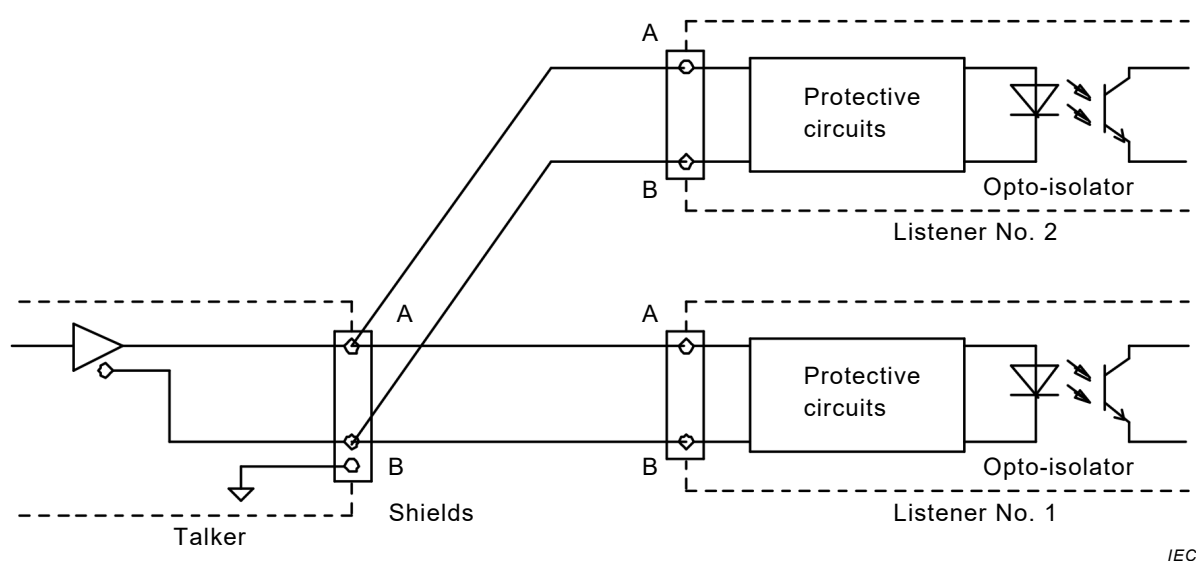 A
Protective
circuits
B
Opto-isolator
Listener No. 2
A
A
Protective
circuits
B
B
Opto-isolator
Shields
Listener No. 1
Talker
IEC